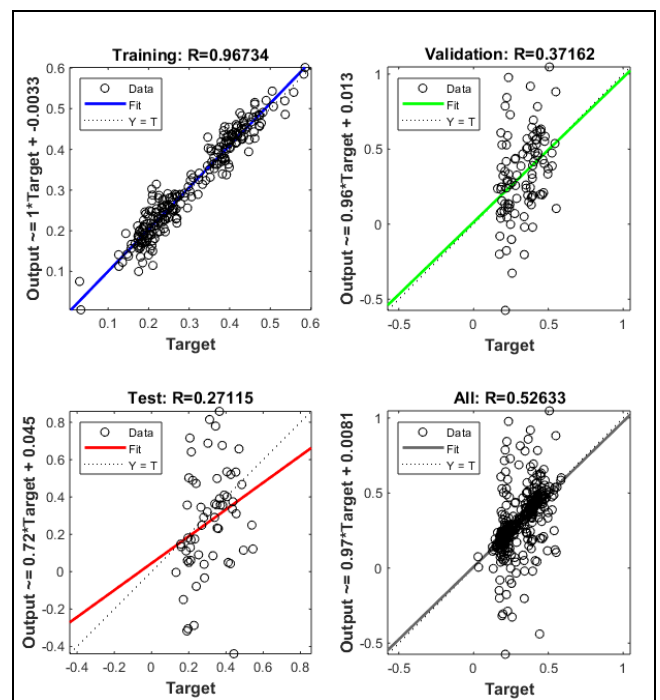 Training: R=0.96734
Output ~= 1*Target + -0.0033
0.6
0.5
0.4
0.3
0.2
0.1
Data
Fit
Y = T
0.1 0.2 0.3 0.4 0.5 0.6
Target
Validation: R=0.37162
Output ~= 0.96*Target + 0.013
1
0.5
0
-0.5
Data
Fit
Y = T
-0.5 0 0.5 1
Target
Test: R=0.27115
Output ~= 0.72*Target + 0.045
0.8
0.6
0.4
0.2
0
-0.2
-0.4
Data
Fit
Y = T
-0.4 -0.2 0 0.2 0.4 0.6 0.8
Target
All: R=0.52633
Output ~= 0.97*Target + 0.0081
1
0.5
0
-0.5
Data
Fit
Y = T
-0.5 0 0.5 1
Target